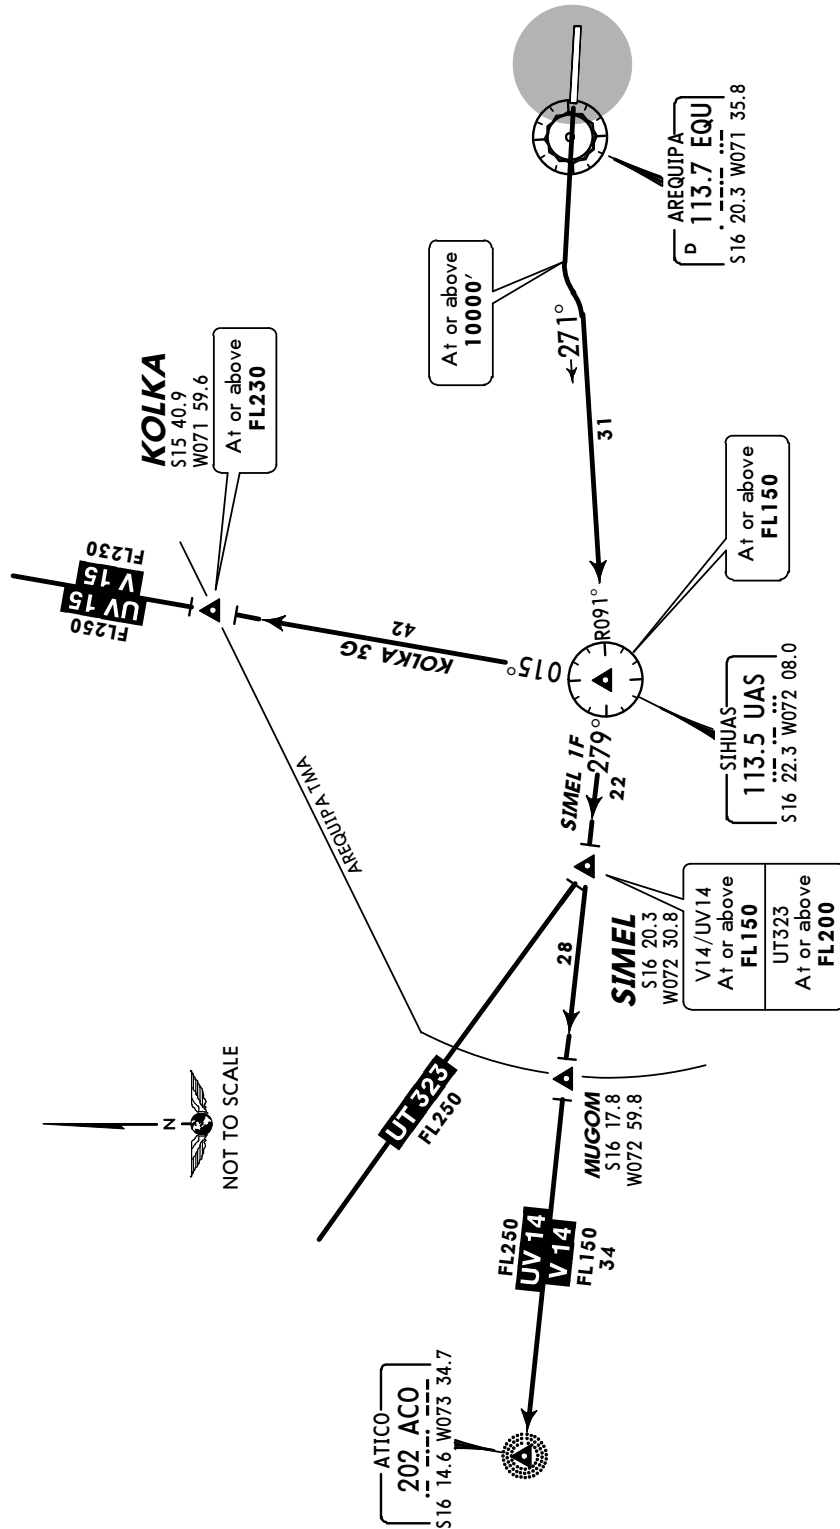 AREQUIPA
D 113.7 EQU
S16 20.3 W071 35.8
At or above
10000'
271°
31
KOLKA
S15 40.9
W071 59.6
At or above
FL230
FL230
V 15
UV 15
FL250
42
KOLKA 3G
015°
R091°
At or above
FL150
SIHUAS
113.5 UAS
S16 22.3 W072 08.0
AREQUIPA TMA
SIMEL 1F
279°
22
SIMEL
S16 20.3
W072 30.8
V14/UV14
At or above
FL150
UT323
At or above
FL200
28
UT 323
FL250
MUGOM
S16 17.8
W072 59.8
N
NOT TO SCALE
FL250
UV 14
V 14
FL150
34
ATICO
202 ACO
S16 14.6 W073 34.7